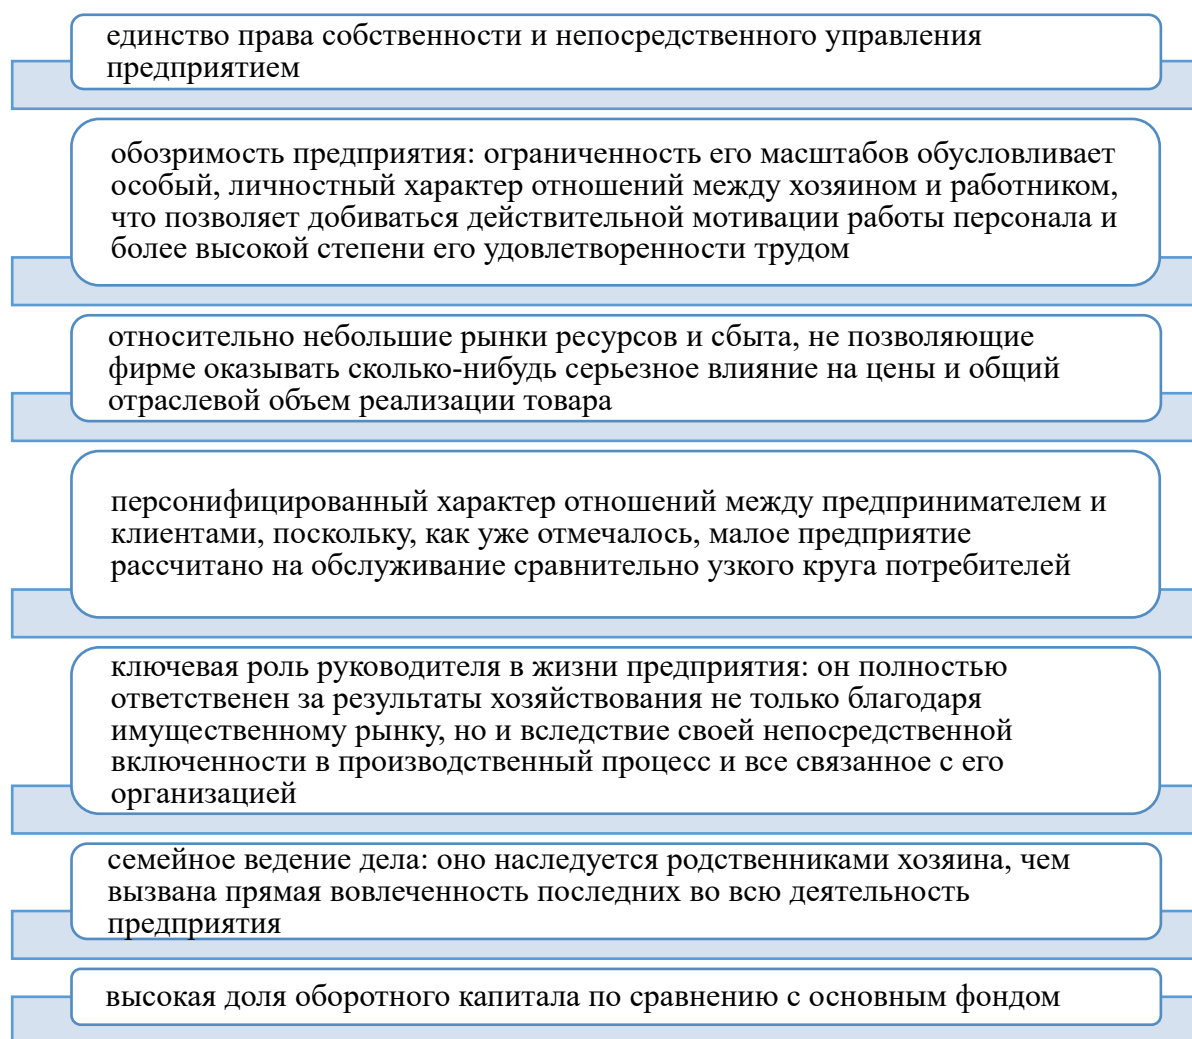 единство права собственности и непосредственного управления
предприятием
обозримость предприятия: ограниченность его масштабов обусловливает
особый, личностный характер отношений между хозяином и работником,
что позволяет добиваться действительной мотивации работы персонала и
более высокой степени его удовлетворенности трудом
относительно небольшие рынки ресурсов и сбыта, не позволяющие
фирме оказывать сколько-нибудь серьезное влияние на цены и общий
отраслевой объем реализации товара
персонифицированный характер отношений между предпринимателем и
клиентами, поскольку, как уже отмечалось, малое предприятие
рассчитано на обслуживание сравнительно узкого круга потребителей
ключевая роль руководителя в жизни предприятия: он полностью
ответственен за результаты хозяйствования не только благодаря
имущественному рынку, но и вследствие своей непосредственной
включенности в производственный процесс и все связанное с его
организацией
семейное ведение дела: оно наследуется родственниками хозяина, чем
вызвана прямая вовлеченность последних во всю деятельность
предприятия
высокая доля оборотного капитала по сравнению с основным фондом